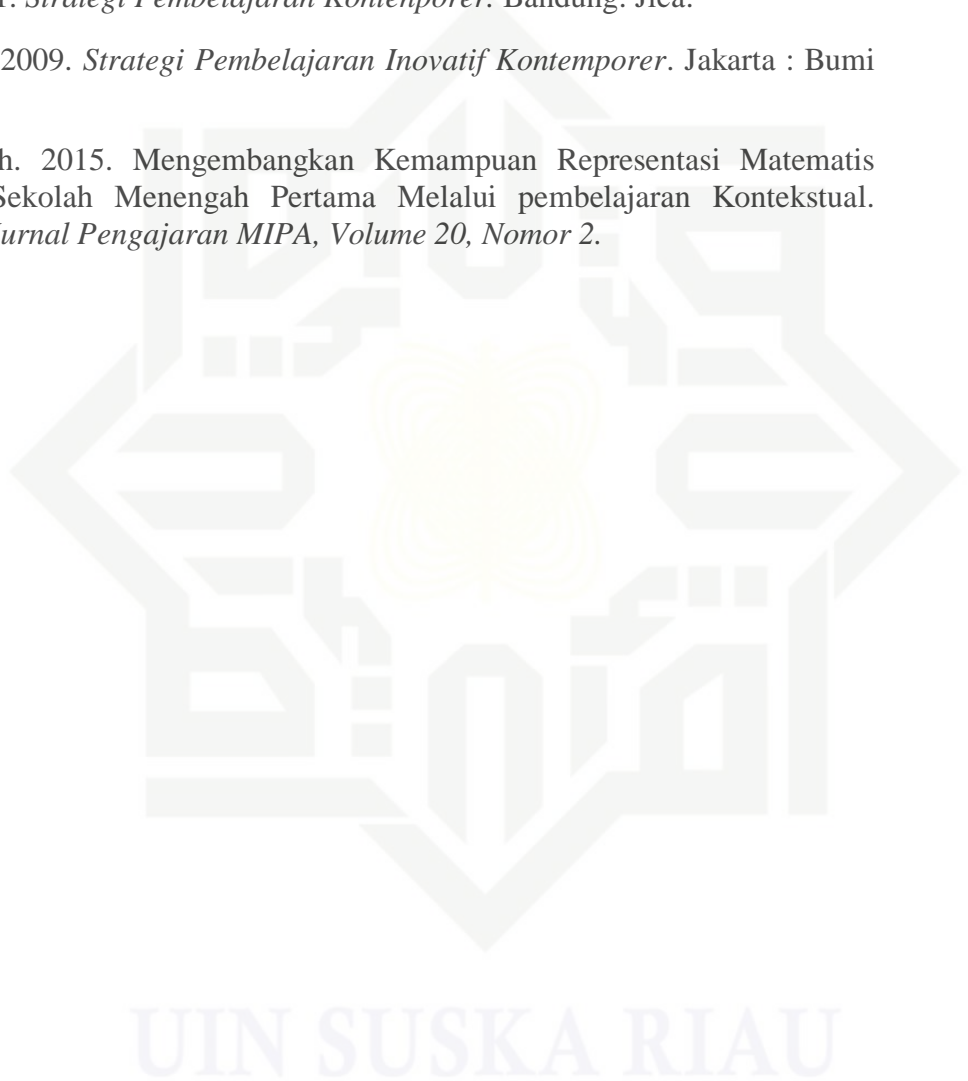 . Strategi Pembelajaran Kontenporer. Bandung: Jica.
2009. Strategi Pembelajaran Inovatif Kontemporer. Jakarta : Bumi
h. 2015. Mengembangkan Kemampuan Representasi Matematis
Sekolah Menengah Pertama Melalui pembelajaran Kontekstual.
urnal Pengajaran MIPA, Volume 20, Nomor 2.
UIN SUSKA RIAU